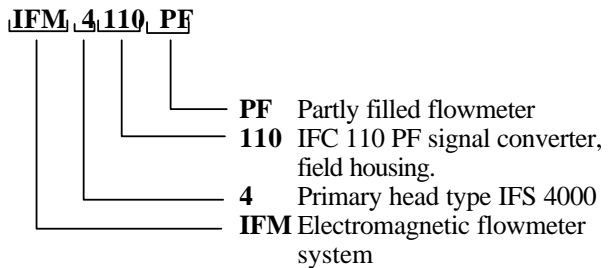 IFM 4 110 PF
PF Partly filled flowmeter
110 IFC 110 PF signal converter,
field housing.
4 Primary head type IFS 4000
IFM Electromagnetic flowmeter
system